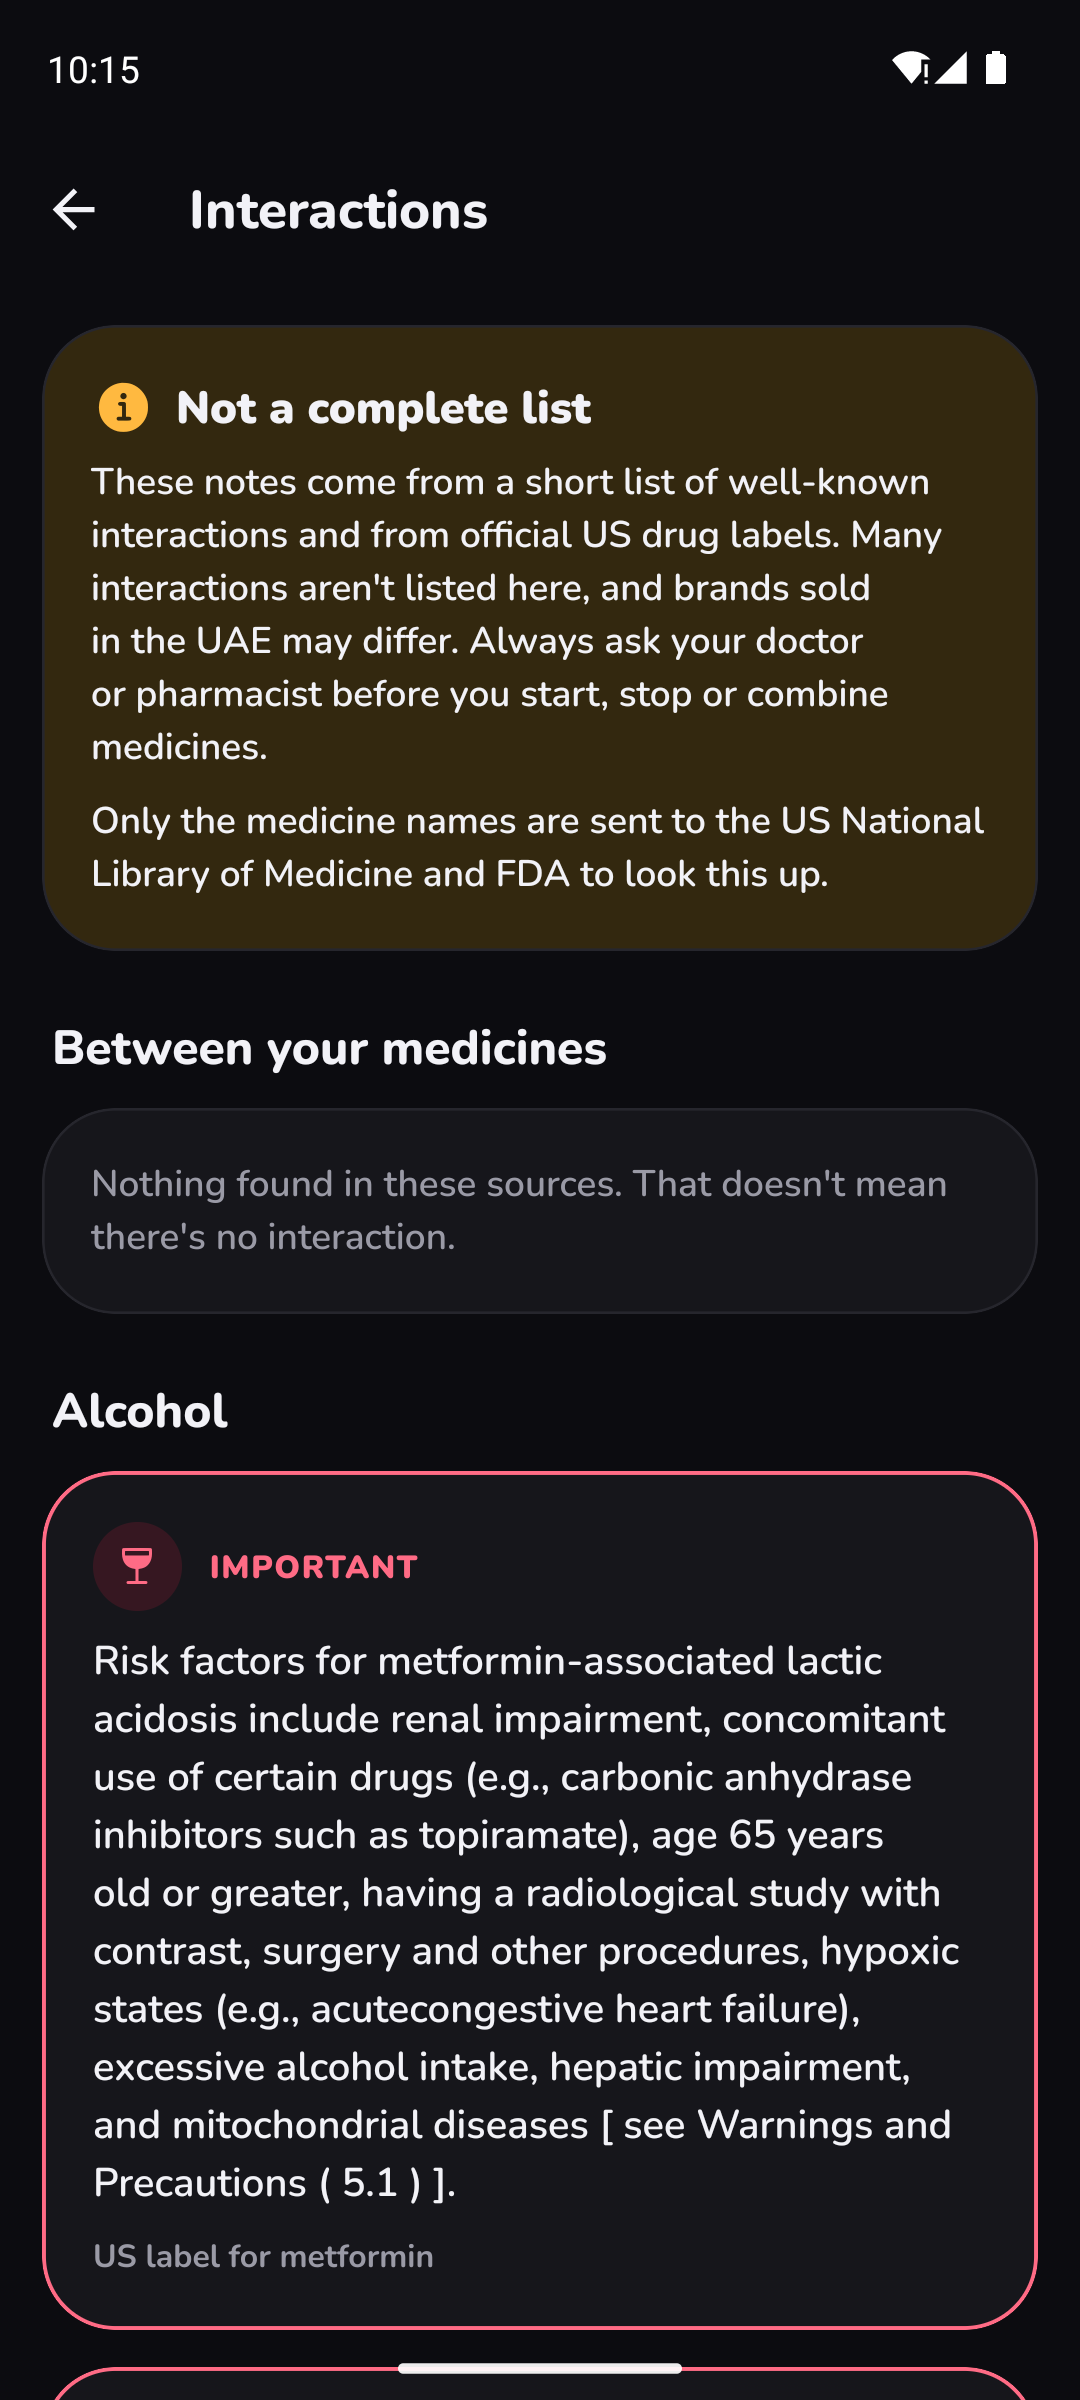 10:15
Interactions
Not a complete list
These notes come from a short list of well-known
interactions and from official US drug labels. Many
interactions aren't listed here, and brands sold
in the UAE may differ. Always ask your doctor
or pharmacist before you start, stop or combine
medicines.
Only the medicine names are sent to the US National
Library of Medicine and FDA to look this up.
Between your medicines
Nothing found in these sources. That doesn't mean
there's no interaction.
Alcohol
IMPORTANT
Risk factors for metformin-associated lactic
acidosis include renal impairment, concomitant
use of certain drugs (e.g., carbonic anhydrase
inhibitors such as topiramate), age 65 years
old or greater, having a radiological study with
contrast, surgery and other procedures, hypoxic
states (e.g., acutecongestive heart failure),
excessive alcohol intake, hepatic impairment,
and mitochondrial diseases [ see Warnings and
Precautions ( 5.1 ) ].
US label for metformin